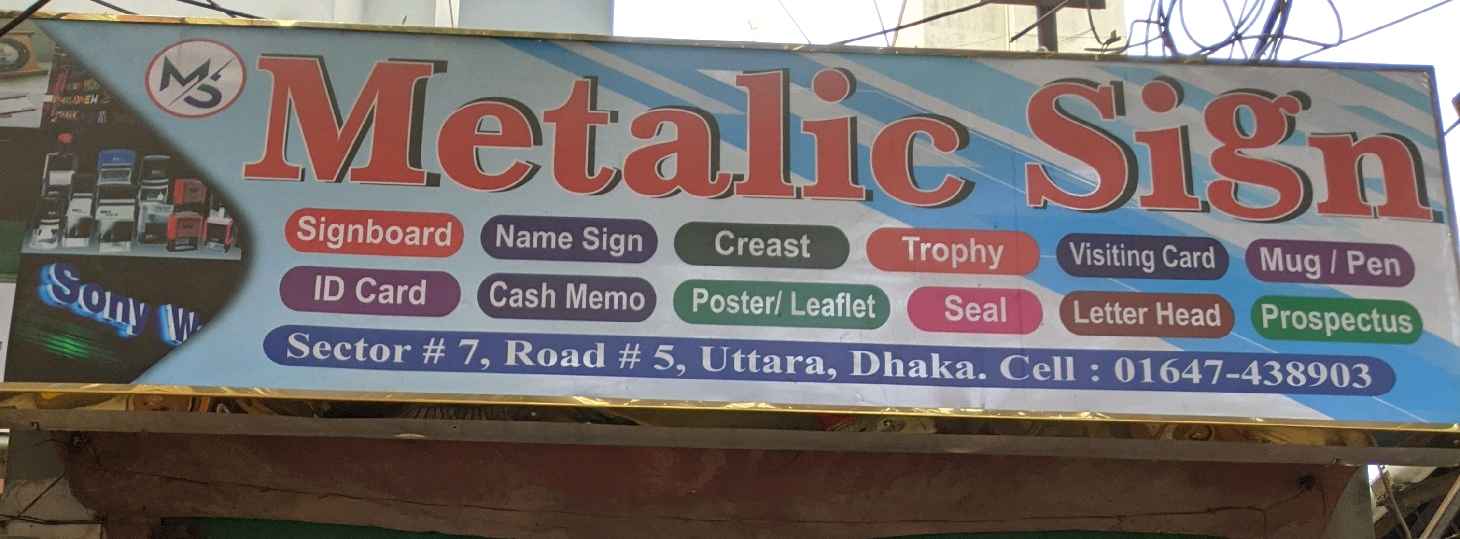 MS
Metalic Sign
Signboard Name Sign Creast Trophy Visiting Card Mug / Pen
ID Card Cash Memo Poster/ Leaflet Seal Letter Head Prospectus
Sector # 7, Road # 5, Uttara, Dhaka. Cell : 01647-438903
Sony